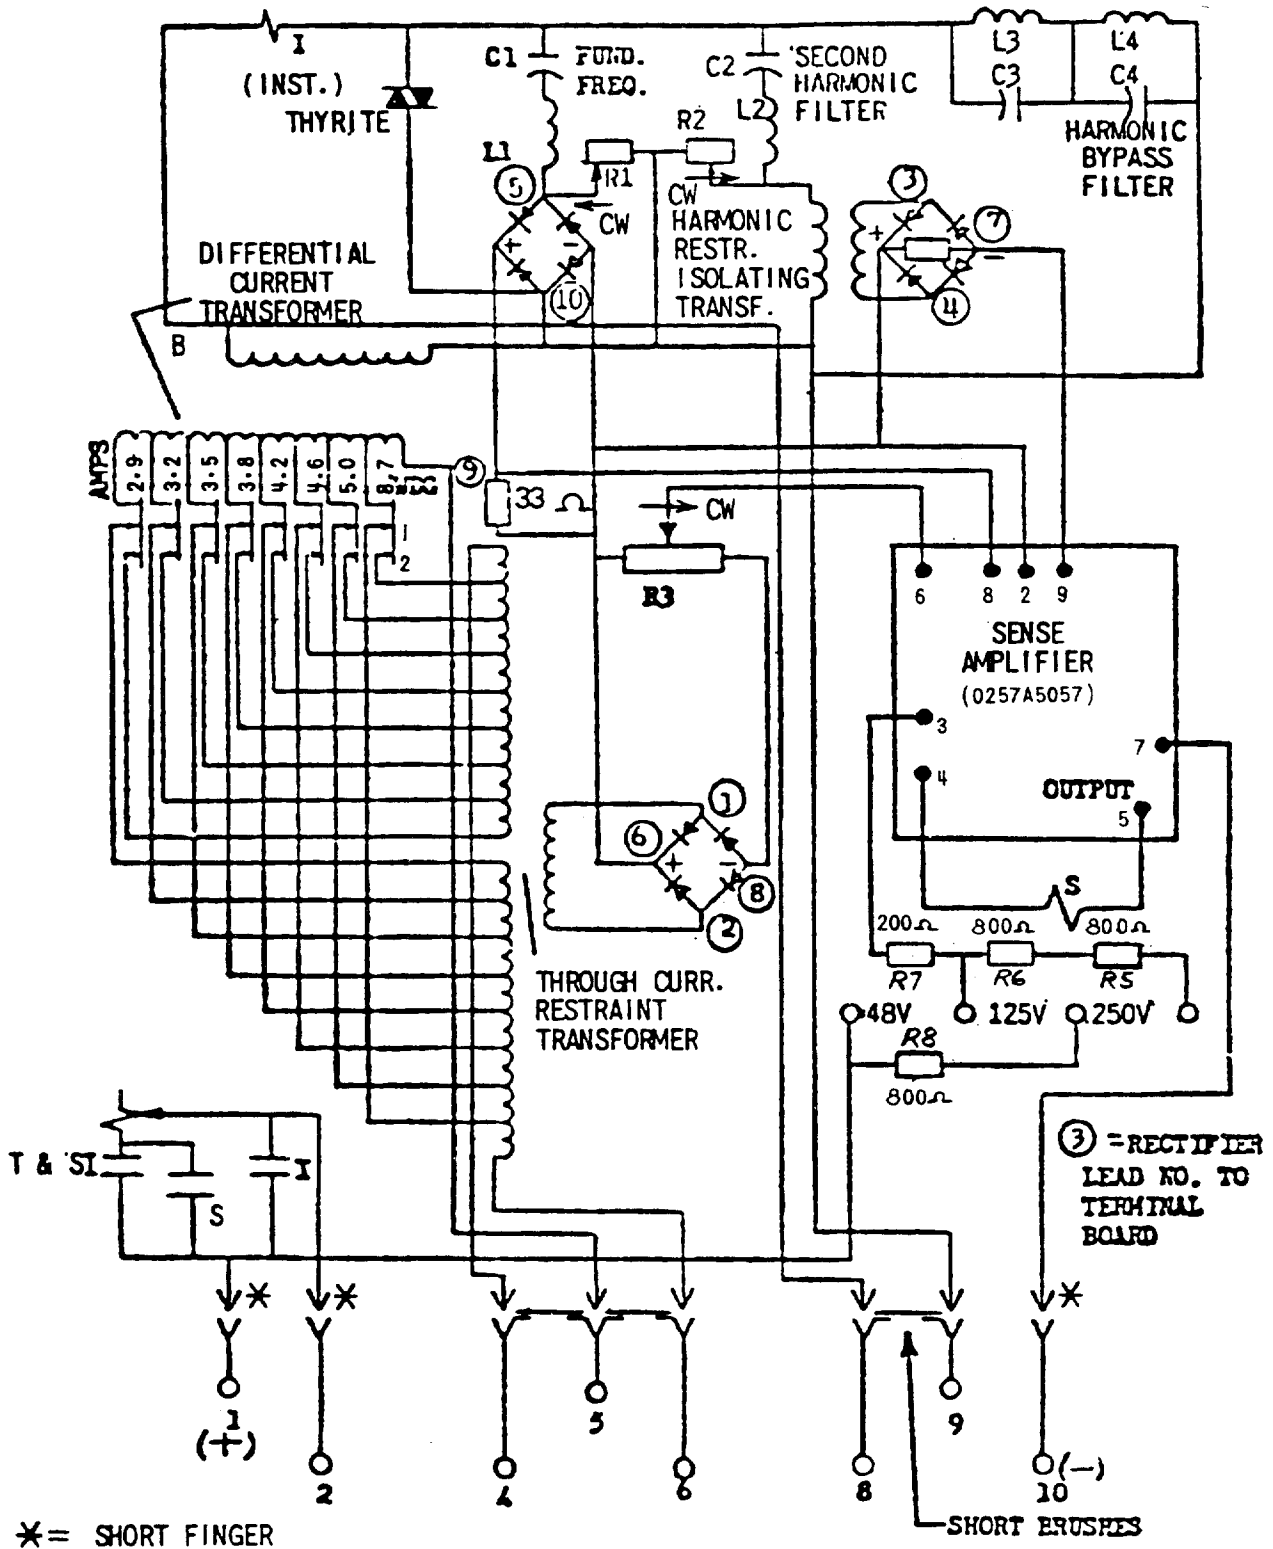 I
(INST.)
THYRITE
C1
FUND.
FREQ.
L1
C2
SECOND
HARMONIC
FILTER
L2
L3
C3
L4
C4
HARMONIC
BYPASS
FILTER
R1
R2
CW
CW
HARMONIC
RESTR.
ISOLATING
TRANSF.
5
+
-
10
3
+
7
-
4
DIFFERENTIAL
CURRENT
TRANSFORMER
B
AMPS
2.9
3.2
3.5
3.8
4.2
4.6
5.0
8.7
1
2
9
33 Ω
CW
R3
6
8
2
9
SENSE
AMPLIFIER
(0257A5057)
3
4
7
OUTPUT
5
S
1
6
+
-
8
2
THROUGH CURR.
RESTRAINT
TRANSFORMER
200Ω
800Ω
800Ω
R7
R6
R5
48V
125V
250V
R8
800Ω
T & SI
S
I
3 = RECTIFIER
LEAD NO. TO
TERMINAL
BOARD
*
*
*
1
(+)
2
4
5
6
8
9
10 (-)
SHORT BRUSHES
* = SHORT FINGER